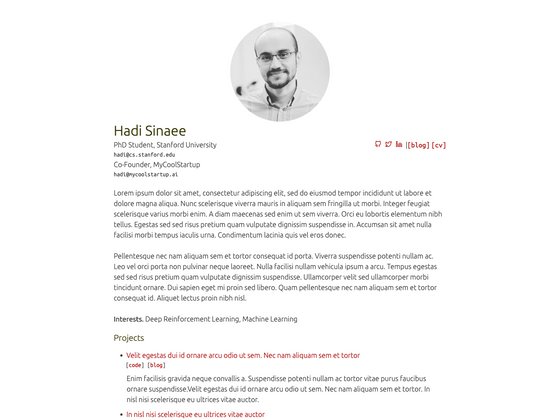 Hadi Sinaee
PhD Student, Stanford University
hadi@cs.stanford.edu
|[blog] [cv]
Co-Founder, MyCoolStartup
hadi@mycoolstartup.ai
Lorem ipsum dolor sit amet, consectetur adipiscing elit, sed do eiusmod tempor incididunt ut labore et
dolore magna aliqua. Nunc scelerisque viverra mauris in aliquam sem fringilla ut morbi. Integer feugiat
scelerisque varius morbi enim. A diam maecenas sed enim ut sem viverra. Orci eu lobortis elementum nibh
tellus. Egestas sed sed risus pretium quam vulputate dignissim suspendisse in. Accumsan sit amet nulla
facilisi morbi tempus iaculis urna. Condimentum lacinia quis vel eros donec.
Pellentesque nec nam aliquam sem et tortor consequat id porta. Viverra suspendisse potenti nullam ac.
Leo vel orci porta non pulvinar neque laoreet. Nulla facilisi nullam vehicula ipsum a arcu. Tempus egestas
sed sed risus pretium quam vulputate dignissim suspendisse. Ullamcorper velit sed ullamcorper morbi
tincidunt ornare. Dui sapien eget mi proin sed libero. Quam pellentesque nec nam aliquam sem et tortor
consequat id. Aliquet lectus proin nibh nisl.
Interests. Deep Reinforcement Learning, Machine Learning
Projects
• Velit egestas dui id ornare arcu odio ut sem. Nec nam aliquam sem et tortor
[code] [blog]
Enim facilisis gravida neque convallis a. Suspendisse potenti nullam ac tortor vitae purus faucibus
ornare suspendisse.Velit egestas dui id ornare arcu odio ut sem. Nec nam aliquam sem et tortor. In
nisl nisi scelerisque eu ultrices vitae auctor.
• In nisl nisi scelerisque eu ultrices vitae auctor